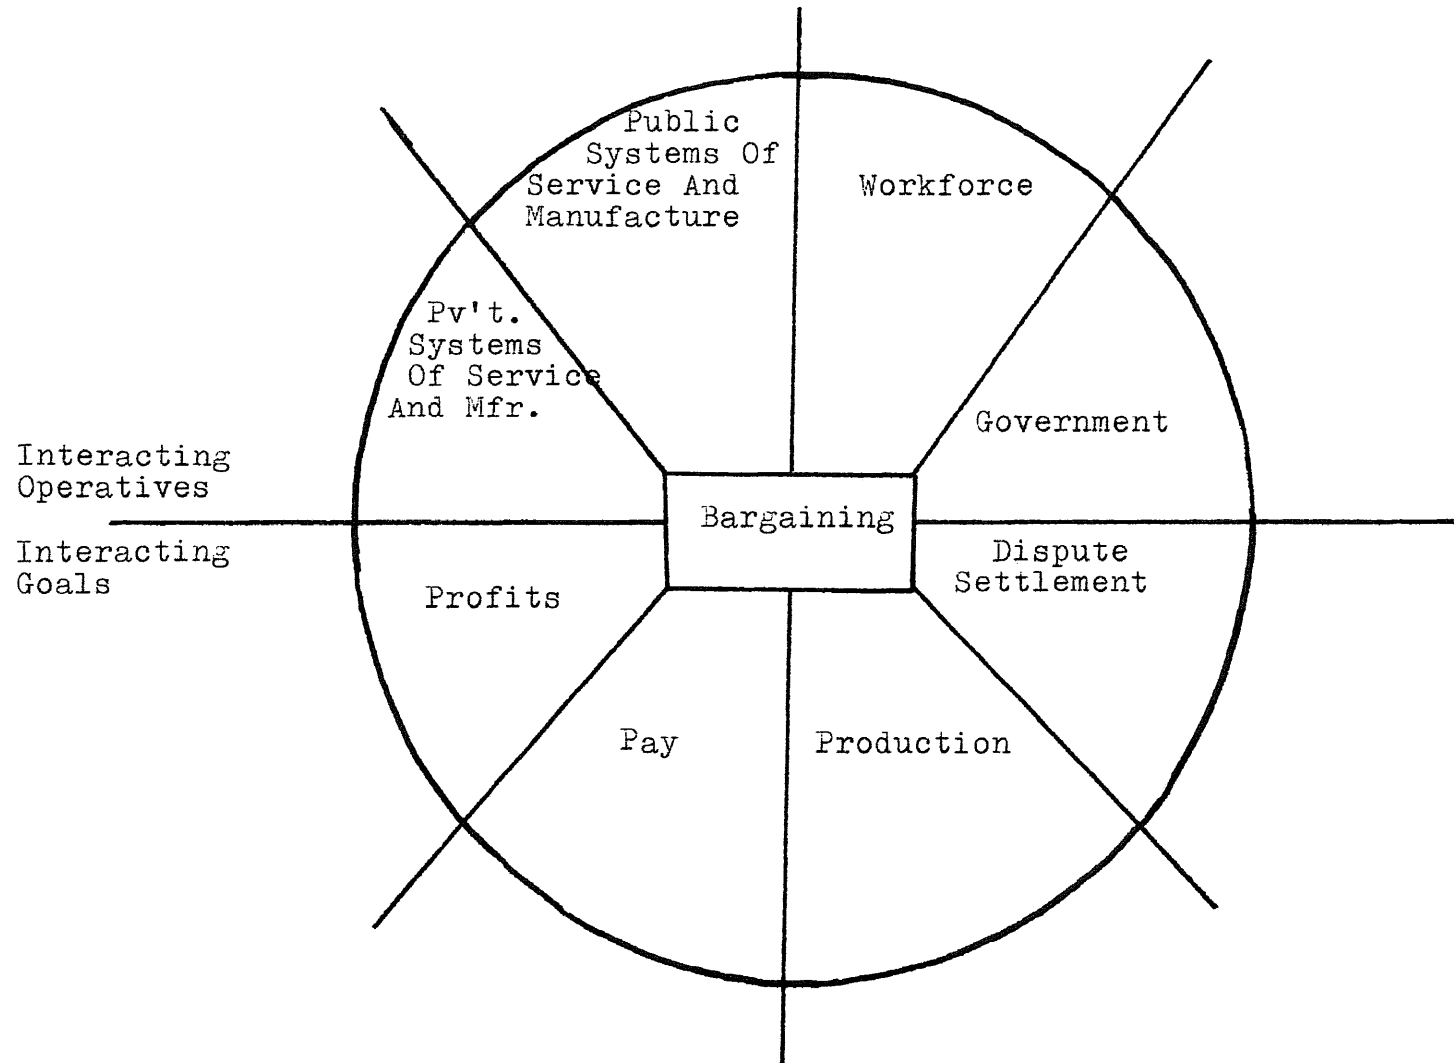 Public
Systems Of
Service And
Manufacture
Workforce
Pv't.
Systems
Of Service
And Mfr.
Government
Interacting
Operatives
Bargaining
Interacting
Goals
Dispute
Settlement
Profits
Pay
Production